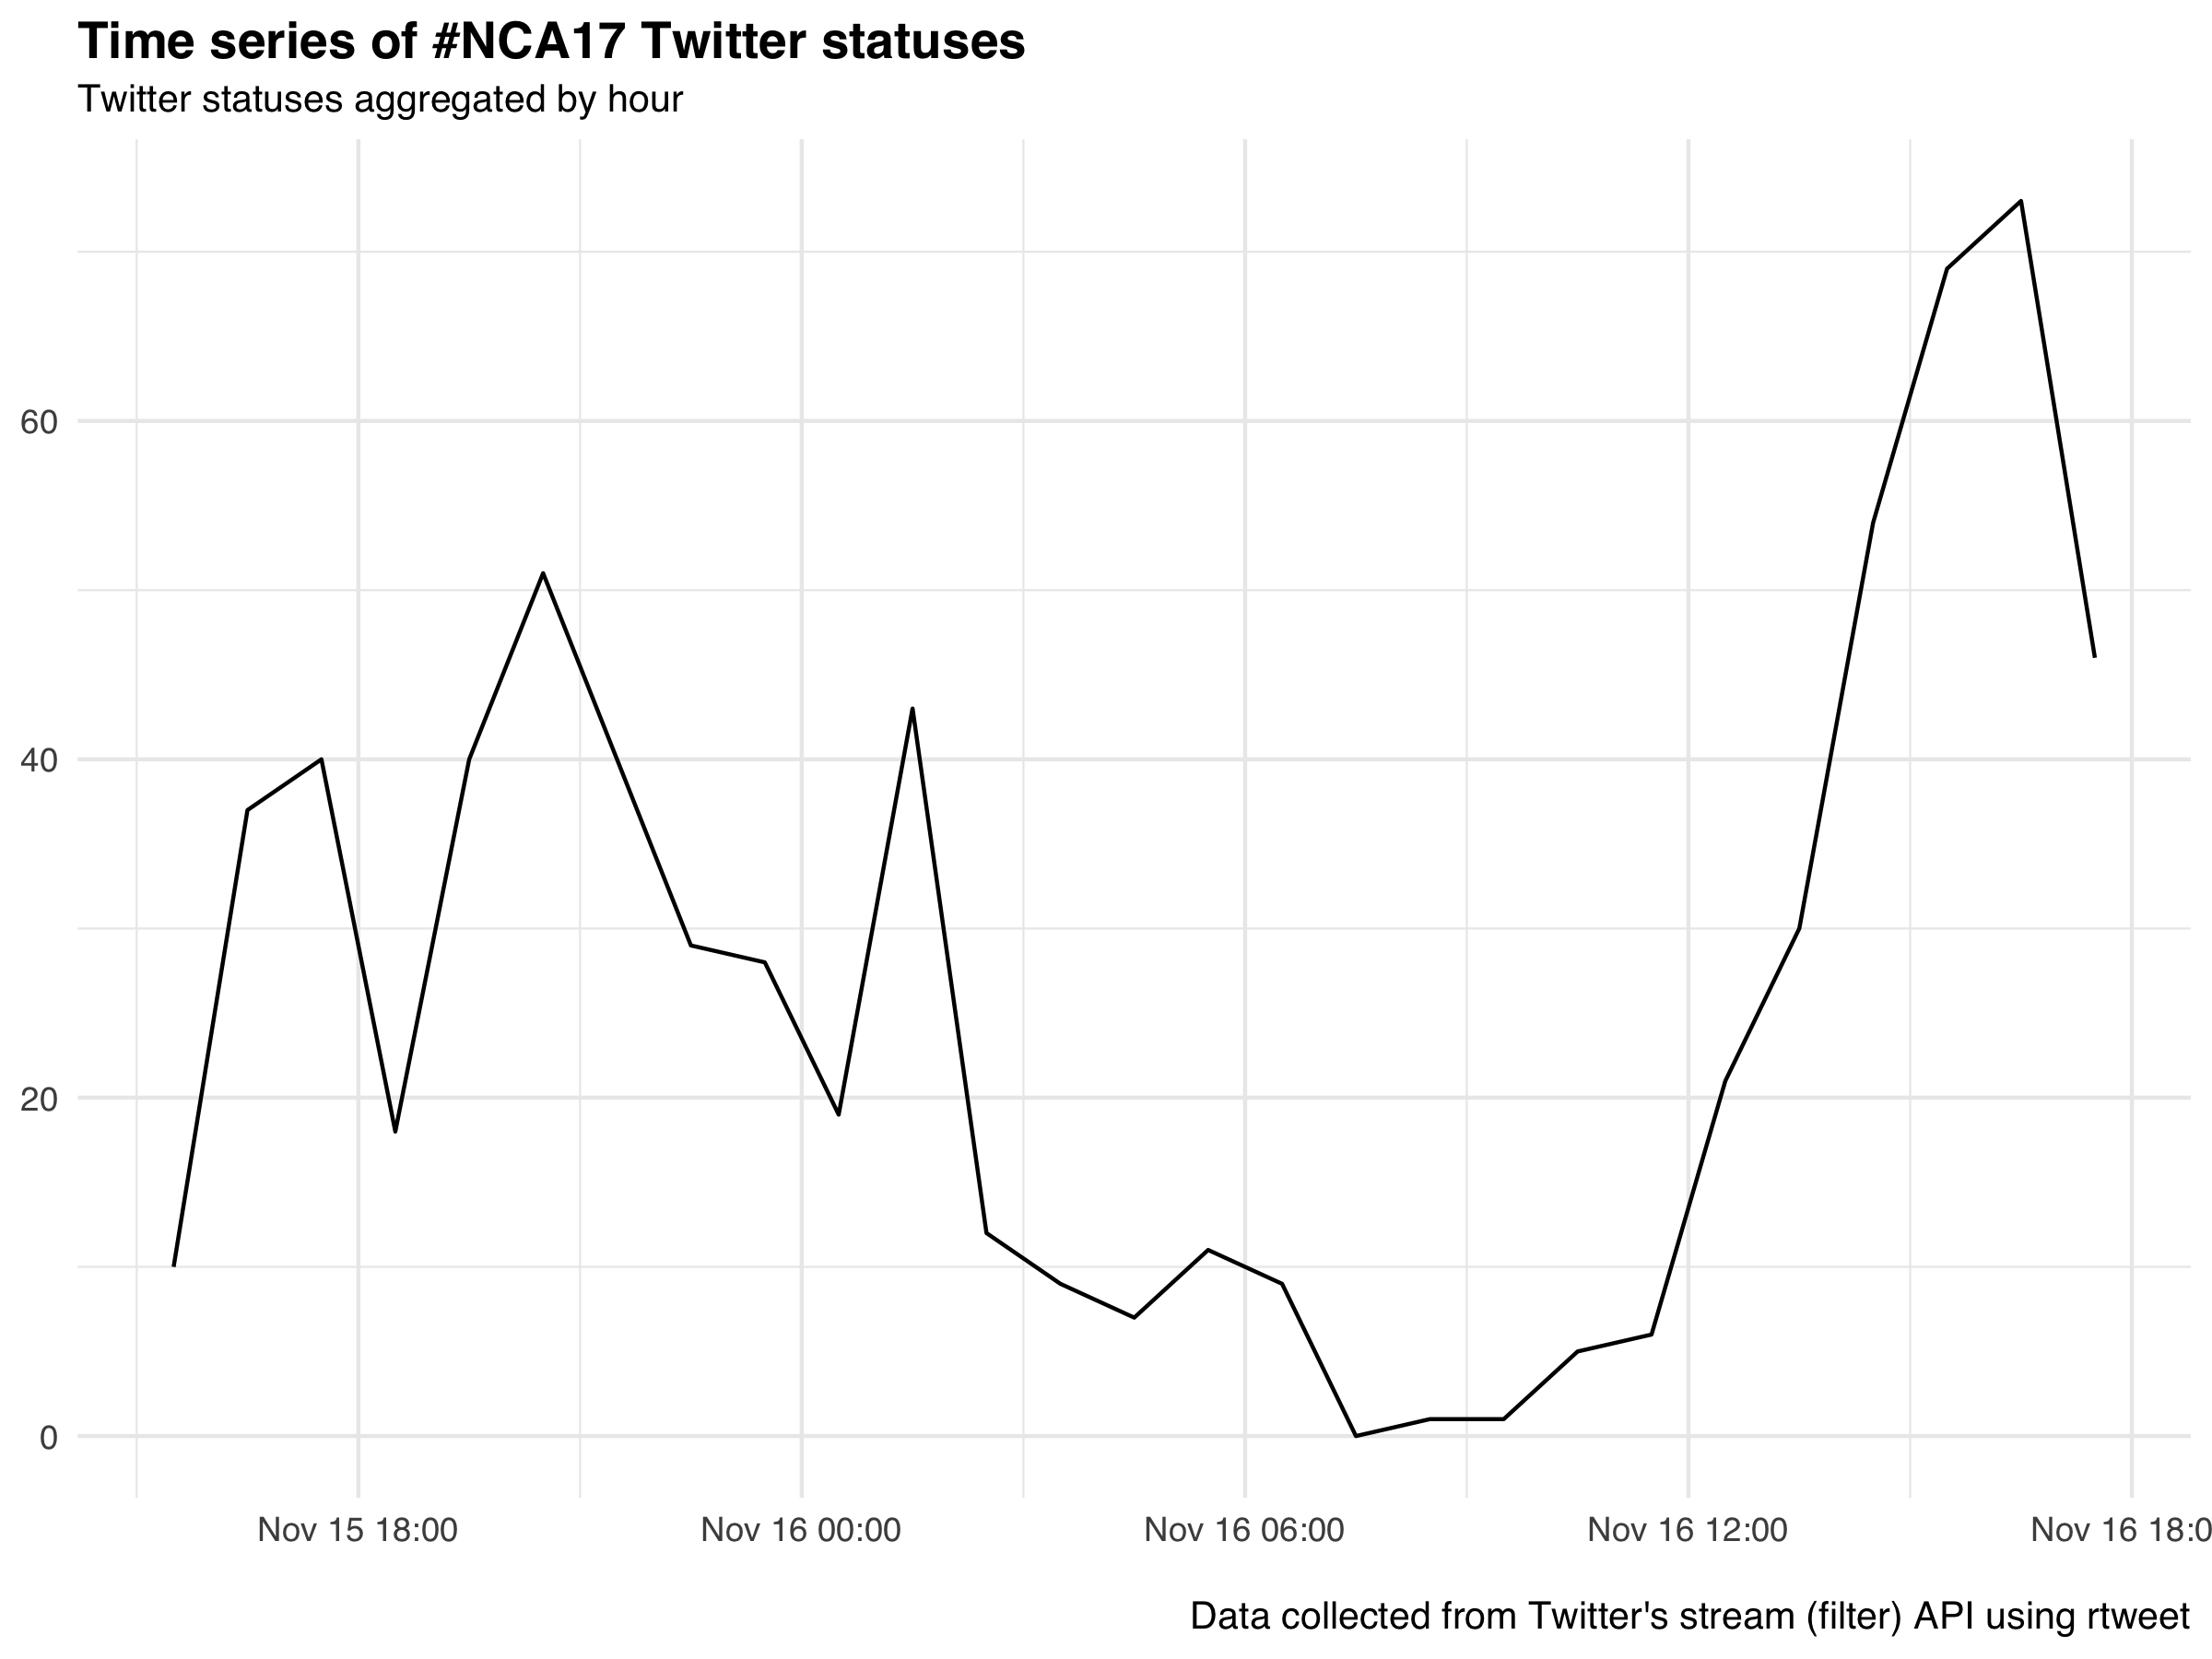 Time series of #NCA17 Twitter statuses
Twitter statuses aggregated by hour
60
40
20
0
Nov 15 18:00 Nov 16 00:00 Nov 16 06:00 Nov 16 12:00 Nov 16 18:0
Data collected from Twitter's stream (filter) API using rtweet